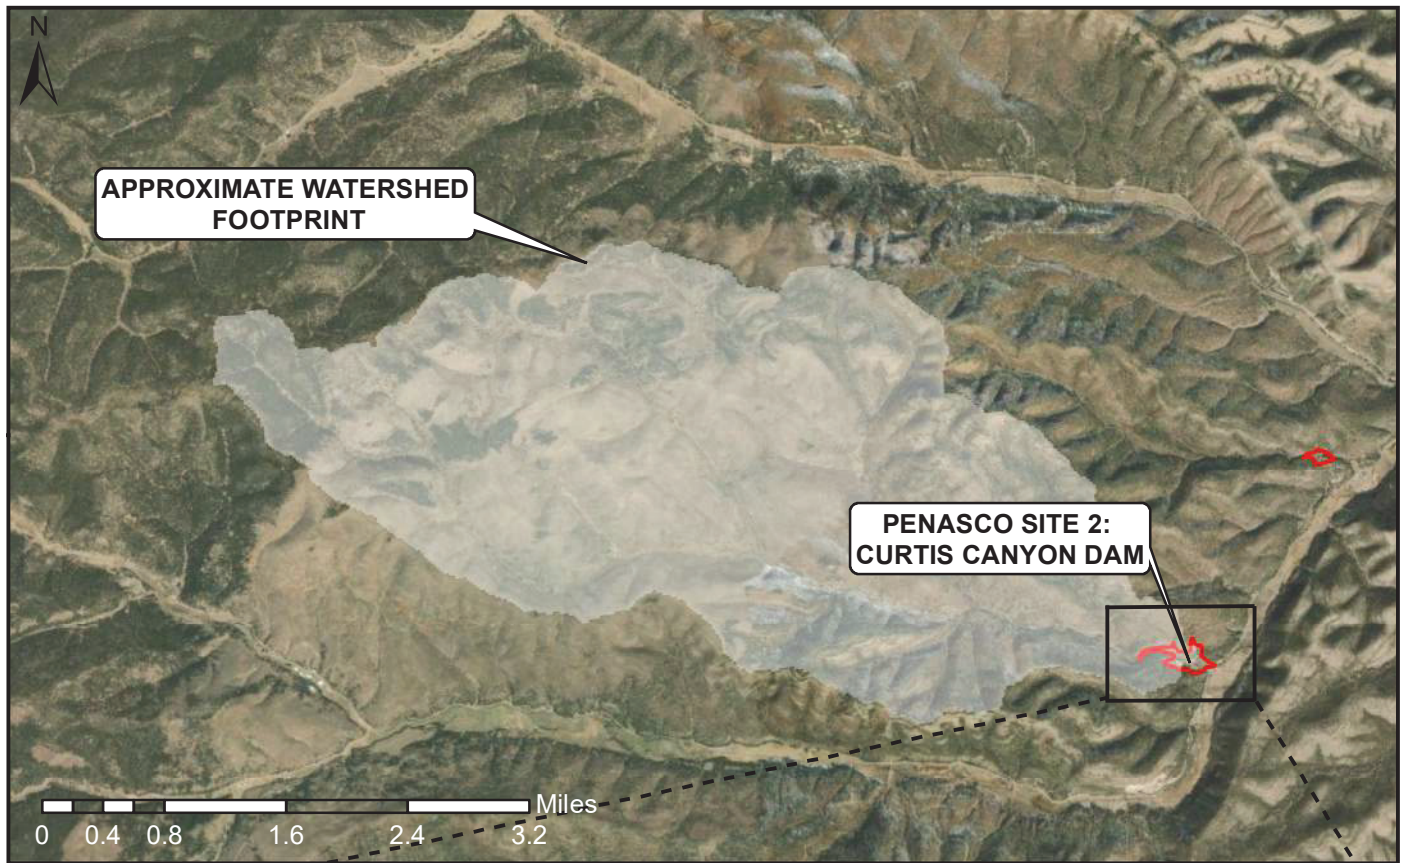 N
APPROXIMATE WATERSHED
FOOTPRINT
PENASCO SITE 2:
CURTIS CANYON DAM
Miles
0 0.4 0.8 1.6 2.4 3.2